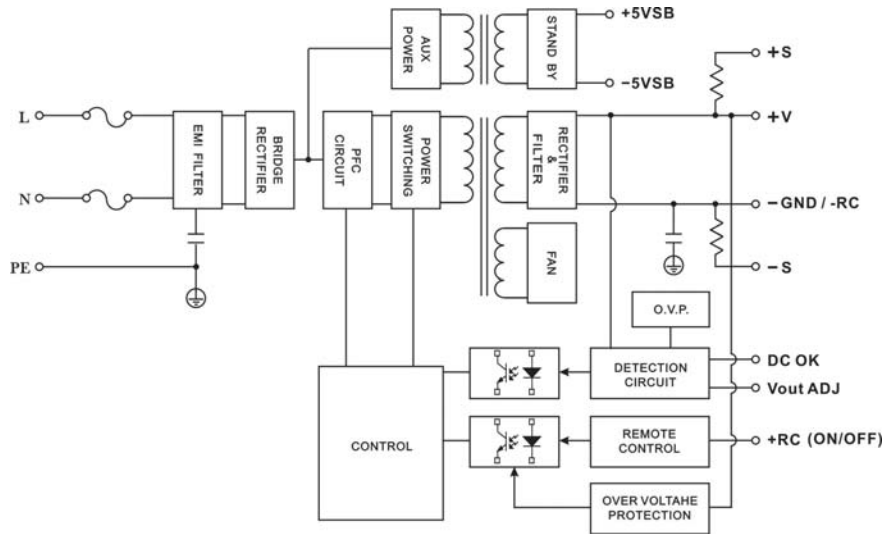 +5VSB
AUX
POWER
STAND BY
+S
−5VSB
L
+V
EMI FILTER
BRIDGE
RECTIFIER
PFC
CIRCUIT
POWER
SWITCHING
RECTIFIER
&
FILTER
N
−GND / -RC
FAN
PE
−S
O.V.P.
DETECTION
CIRCUIT
DC OK
Vout ADJ
CONTROL
REMOTE
CONTROL
+RC (ON/OFF)
OVER VOLTAHE
PROTECTION